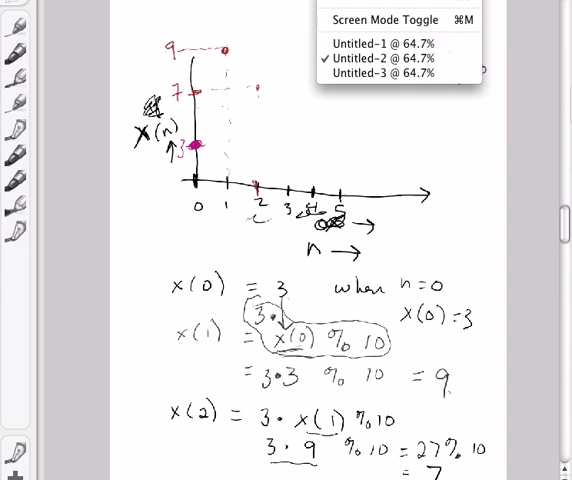 Screen Mode Toggle ⌘M
Untitled-1 @ 64.7%
✓ Untitled-2 @ 64.7%
Untitled-3 @ 64.7%
9
7
x(n)
↑ 3
0 1 2 3 4 5
n →
x(0) = 3 when n=0
x(0)=3
x(1) = 3 · x(0) % 10
= 3·3 % 10 = 9
x(2) = 3 · x(1) % 10
3 · 9 % 10 = 27 % 10
= 7